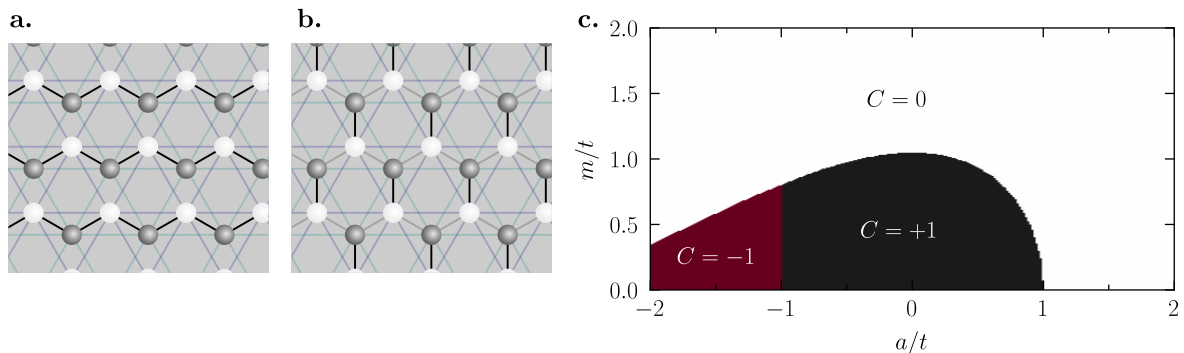 a.
b.
c.
2.0
1.5
1.0
0.5
0.0
m/t
C = 0
C = +1
C = −1
−2 −1 0 1 2
a/t